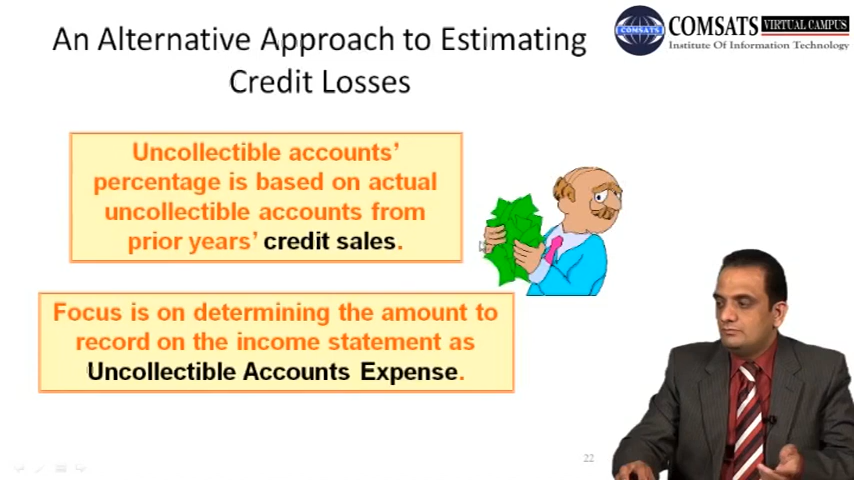 An Alternative Approach to Estimating
Credit Losses
COMSATS
COMSATS VIRTUAL CAMPUS
Institute Of Information Technology
Uncollectible accounts’
percentage is based on actual
uncollectible accounts from
prior years’ credit sales.
Focus is on determining the amount to
record on the income statement as
Uncollectible Accounts Expense.
22